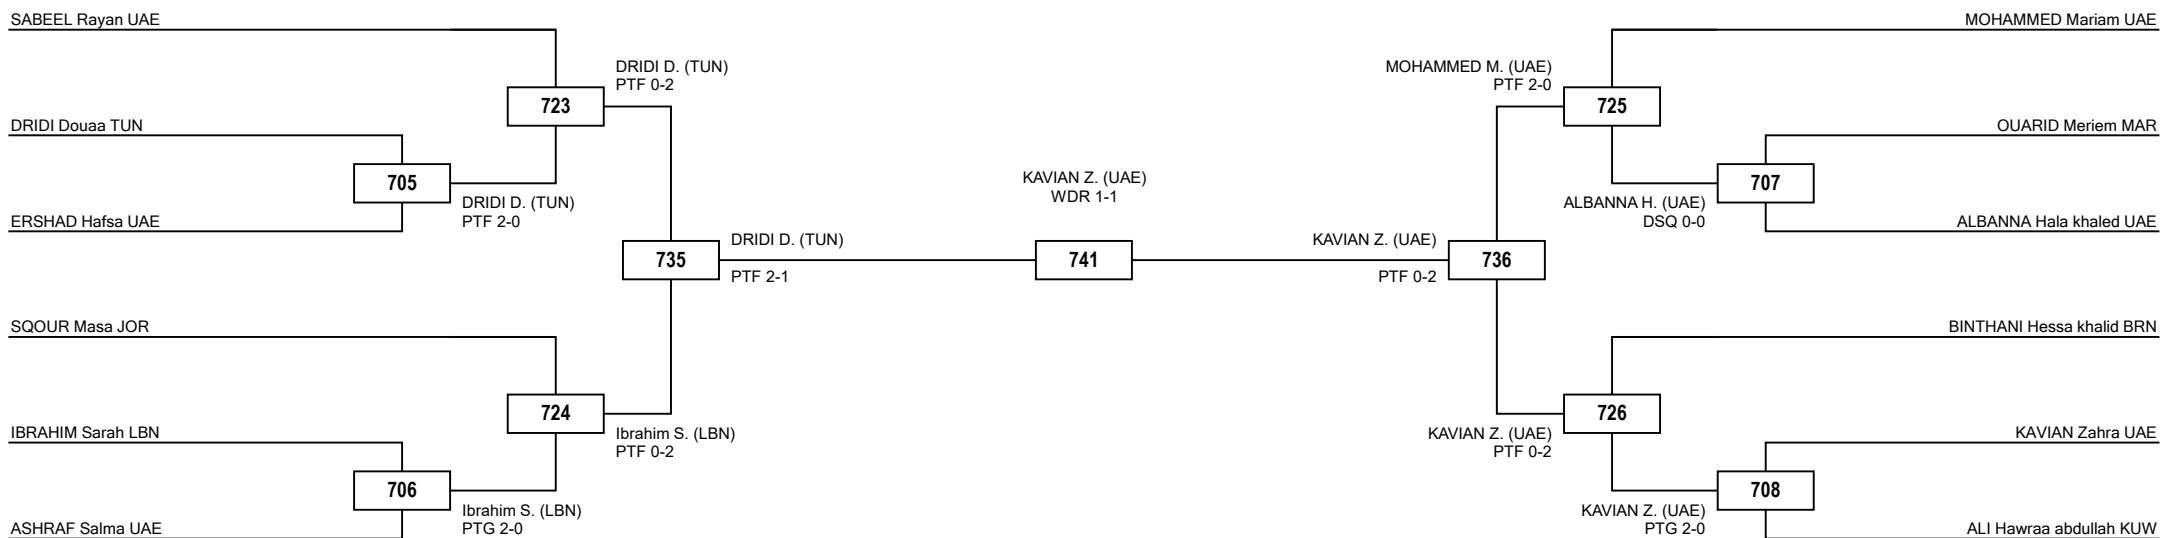 SABEEL Rayan UAE
DRIDI Douaa TUN
ERSHAD Hafsa UAE
SQOUR Masa JOR
IBRAHIM Sarah LBN
ASHRAF Salma UAE
705
DRIDI D. (TUN)
PTF 2-0
706
Ibrahim S. (LBN)
PTG 2-0
723
DRIDI D. (TUN)
PTF 0-2
724
Ibrahim S. (LBN)
PTF 0-2
735
DRIDI D. (TUN)
PTF 2-1
KAVIAN Z. (UAE)
WDR 1-1
741
KAVIAN Z. (UAE)
PTF 0-2
736
MOHAMMED M. (UAE)
PTF 2-0
725
KAVIAN Z. (UAE)
PTF 0-2
726
ALBANNA H. (UAE)
DSQ 0-0
707
KAVIAN Z. (UAE)
PTG 2-0
708
MOHAMMED Mariam UAE
OUARID Meriem MAR
ALBANNA Hala khaled UAE
BINTHANI Hessa khalid BRN
KAVIAN Zahra UAE
ALI Hawraa abdullah KUW